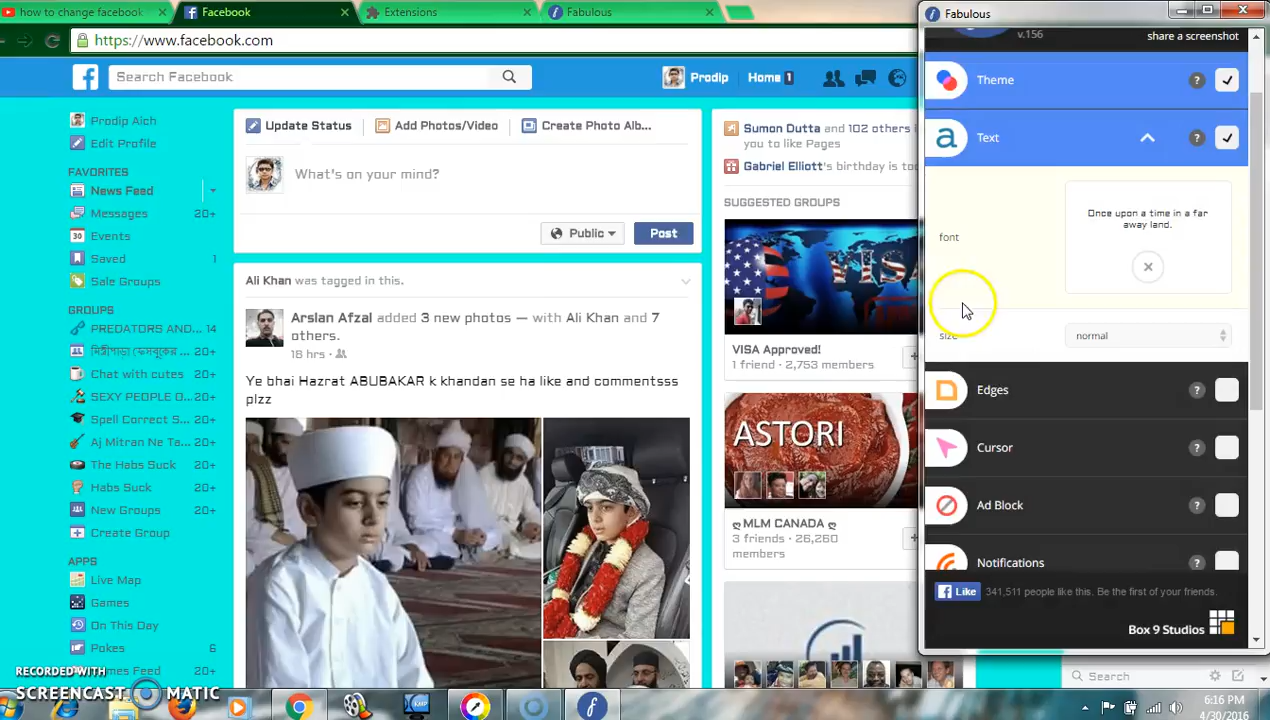 how to change facebook
Facebook
Extensions
Fabulous
https://www.facebook.com
Search Facebook
Prodip
Home 1
Prodip Aich
Edit Profile
FAVORITES
News Feed
Messages 20+
Events
Saved 1
Sale Groups
GROUPS
PREDATORS AND... 14
মিস্ত্রীপাড়া ফেসবুকের ... 20+
Chat with cutes 20+
SEXY PEOPLE O... 20+
Spell Correct S... 20+
Aj Mitran Ne Ta... 20+
The Habs Suck 20+
Habs Suck 20+
New Groups 20+
Create Group
APPS
Live Map
Games 20+
On This Day
Pokes 6
Games Feed 20+
Update Status
Add Photos/Video
Create Photo Alb...
What's on your mind?
Public
Post
Ali Khan was tagged in this.
Arslan Afzal added 3 new photos — with Ali Khan and 7
others.
18 hrs
Ye bhai Hazrat ABUBAKAR k khandan se ha like and commentsss
plzz
Sumon Dutta and 102 others
you to like Pages
Gabriel Elliott's birthday is
SUGGESTED GROUPS
VISA
VISA Approved!
1 friend · 2,753 members
ASTORI
ღ MLM CANADA ღ
3 friends · 26,260
members
Fabulous
v.156
share a screenshot
Theme
?
Text
?
font
Once upon a time in a far
away land.
size
normal
Edges
?
Cursor
?
Ad Block
?
Notifications
?
Like
341,511 people like this. Be the first of your friends.
Box 9 Studios
Search
RECORDED WITH
SCREENCAST MATIC
6:16 PM
4/30/2016